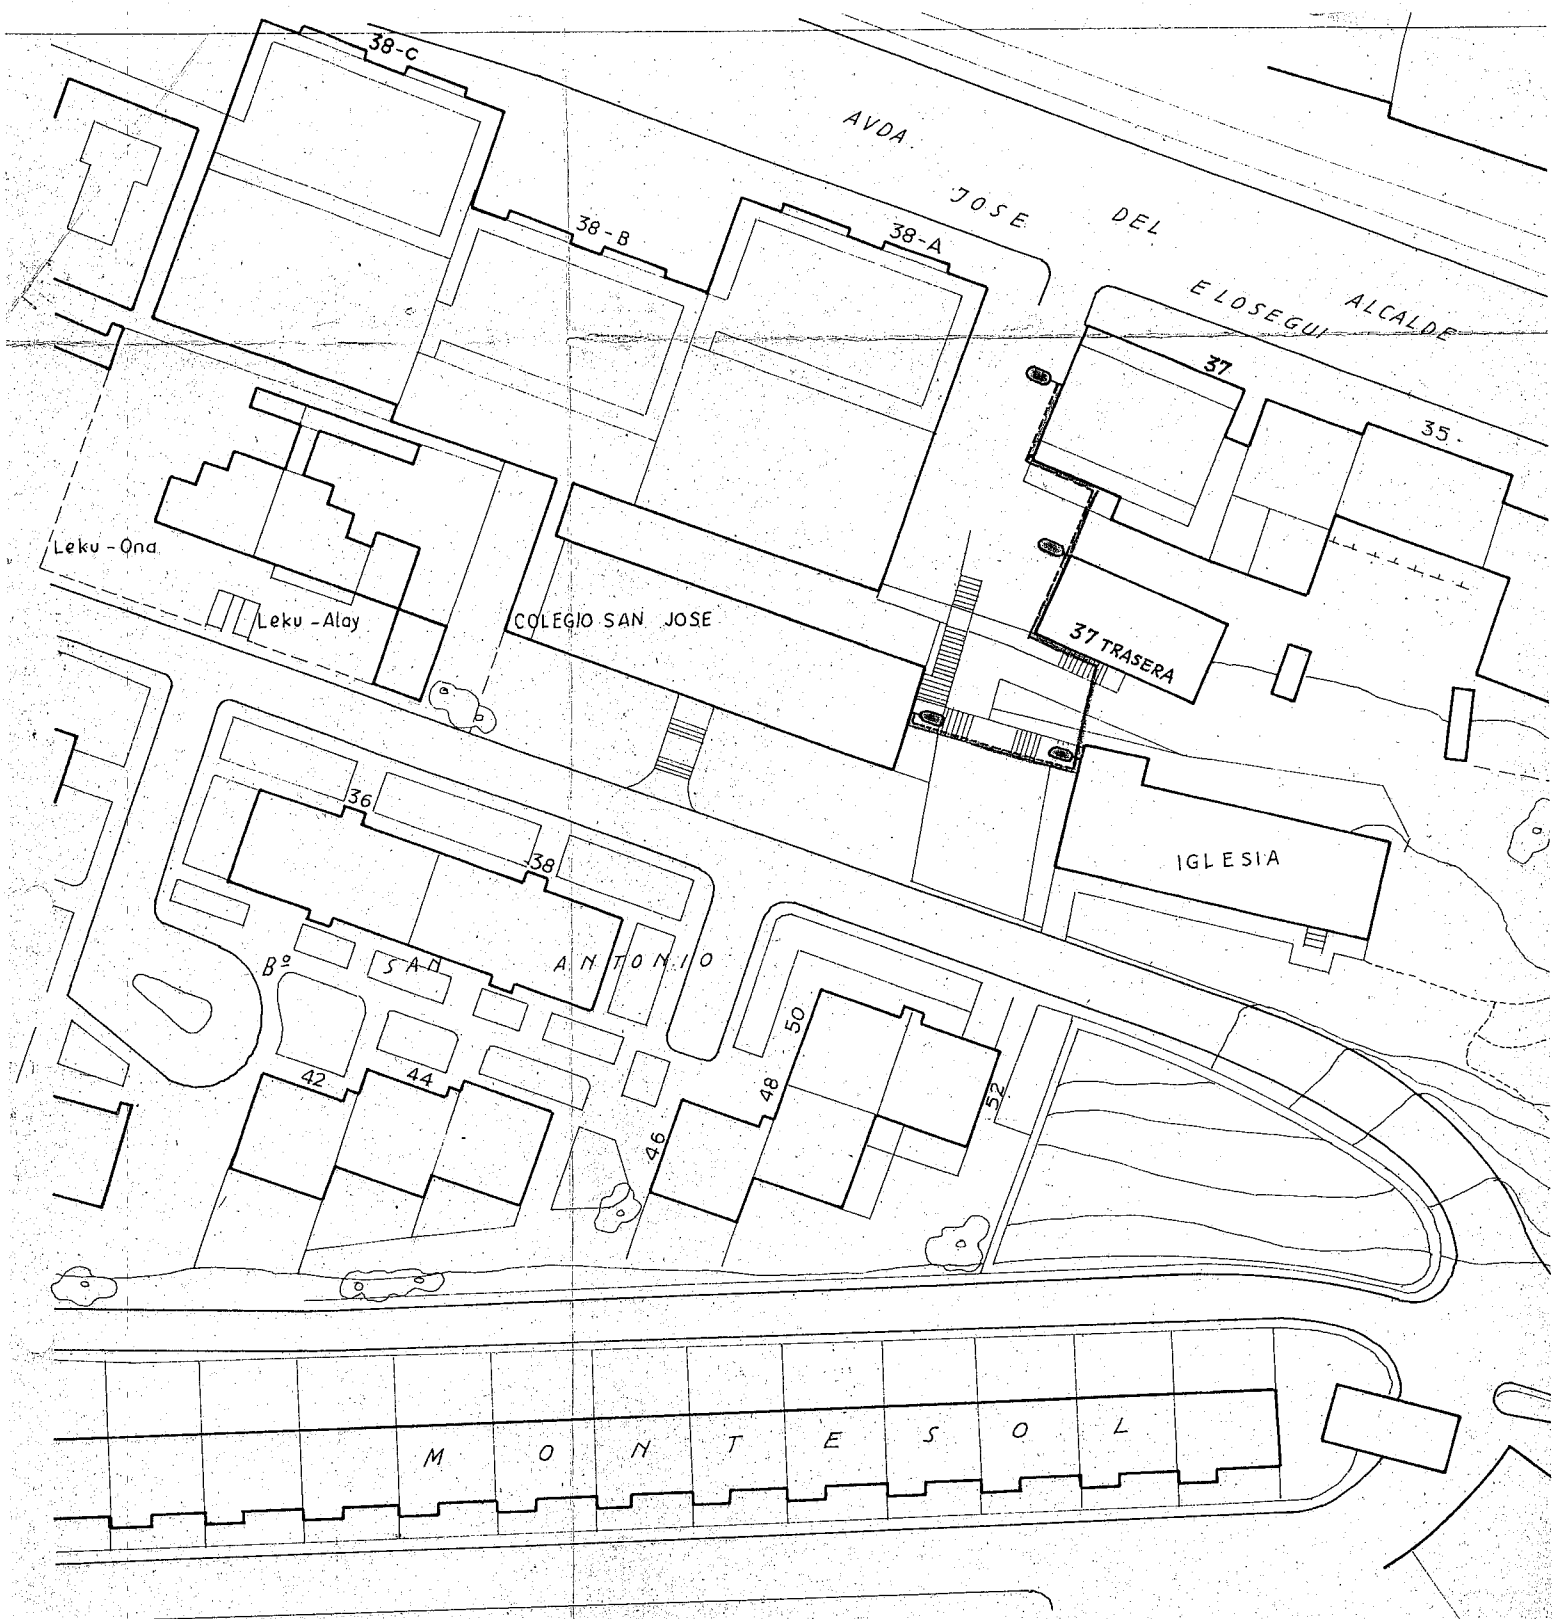 38-C
AVDA.
JOSE DEL
38-B
38-A
ALCALDE
ELOSEGUI
37
35.
Leku-Ona
Leku-Alay
COLEGIO SAN JOSE
37 TRASERA
36
38
IGLESIA
Bº SAN ANTONIO
50
42
44
48
52
46
MONTESOL